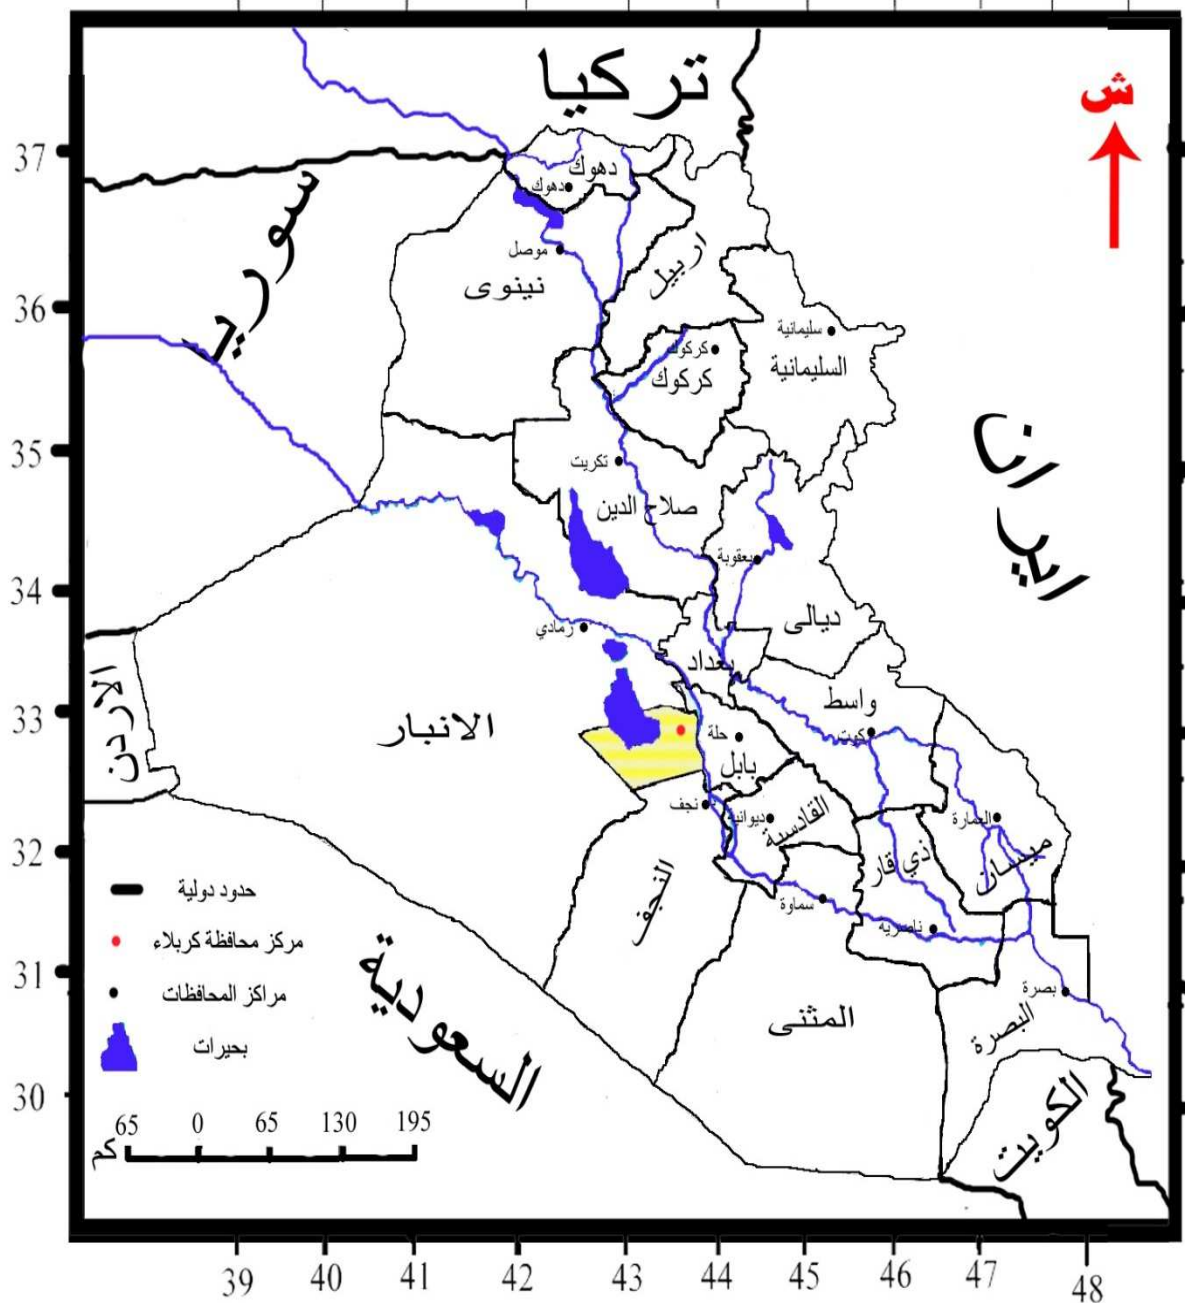 تركيا
ش
37
دهوك
دهوك
سوريا
اربيل
موصل
نينوى
36
سليمانية
كركوك
السليمانية
كركوك
ايران
35
تكريت
صلاح الدين
بعقوبة
34
ديالى
رمادي
بغداد
الاردن
واسط
33
الانبار
حلة
كوت
بابل
نجف
القادسية
ديوانية
العمارة
32
ذي قار
ميسان
النجف
حدود دولية
سماوة
ناصريه
مركز محافظة كربلاء
31
السعودية
مراكز المحافظات
بصرة
المثنى
البصرة
بحيرات
30
الكويت
65 0 65 130 195
كم
39 40 41 42 43 44 45 46 47 48